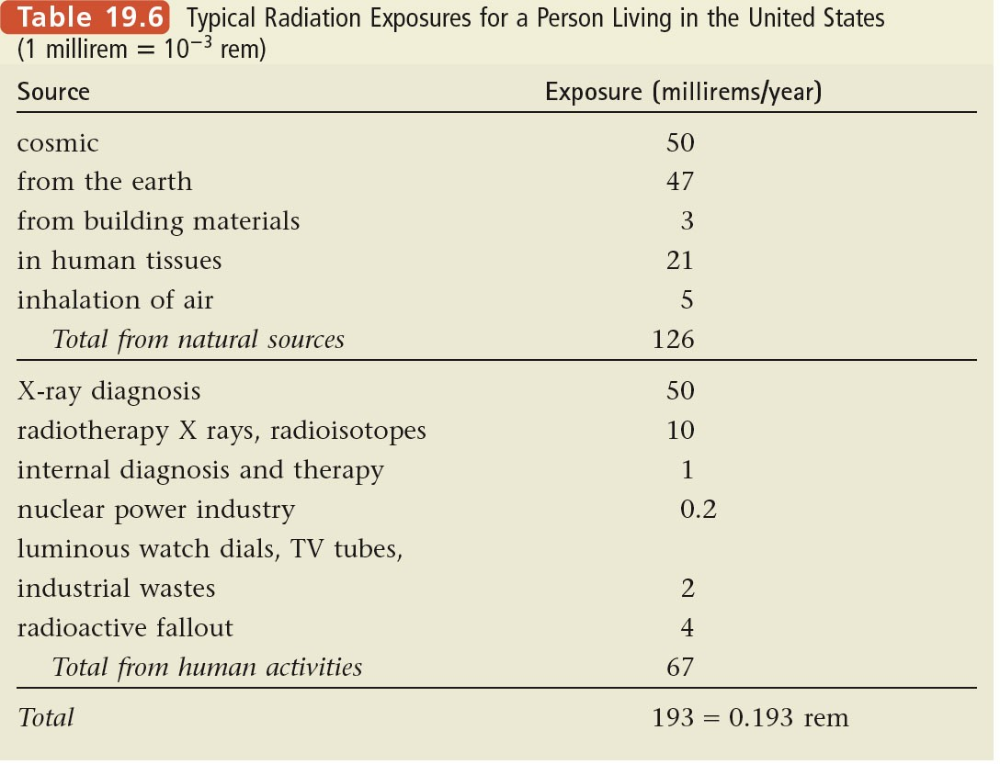 Table 19.6 Typical Radiation Exposures for a Person Living in the United States
(1 millirem = 10⁻³ rem)
Source Exposure (millirems/year)
cosmic 50
from the earth 47
from building materials 3
in human tissues 21
inhalation of air 5
Total from natural sources 126
X-ray diagnosis 50
radiotherapy X rays, radioisotopes 10
internal diagnosis and therapy 1
nuclear power industry 0.2
luminous watch dials, TV tubes,
industrial wastes 2
radioactive fallout 4
Total from human activities 67
Total 193 = 0.193 rem